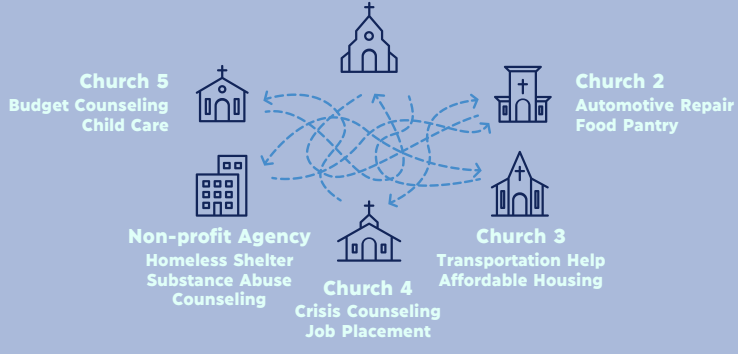 Church 5
Budget Counseling
Child Care
Church 2
Automotive Repair
Food Pantry
Non-profit Agency
Homeless Shelter
Substance Abuse
Counseling
Church 4
Crisis Counseling
Job Placement
Church 3
Transportation Help
Affordable Housing